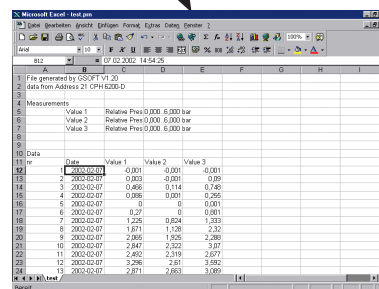 Microsoft Excel - test.prn
Datei Bearbeiten Ansicht Einfügen Format Extras Daten Fenster ?
100%
Arial 10 F K U % 000
B12 = 07.02.2002 14:54:25
A B C D E F G H I
1 File generated by GSOFT V1.20
2 data from Address 21 CPH 6200-D
3
4 Measurements
5 Value 1 Relative Pres 0,000..6,000 bar
6 Value 2 Relative Pres 0,000..6,000 bar
7 Value 3 Relative Pres 0,000..6,000 bar
8
9
10 Data
11 nr Date Value 1 Value 2 Value 3
12 1 2002-02-07 -0,001 -0,001 -0,001
13 2 2002-02-07 0,003 -0,001 0,09
14 3 2002-02-07 0,466 0,114 0,748
15 4 2002-02-07 0,086 0,001 0,255
16 5 2002-02-07 0 0 0,001
17 6 2002-02-07 0,27 0 0,801
18 7 2002-02-07 1,225 0,824 1,333
19 8 2002-02-07 1,671 1,128 2,32
20 9 2002-02-07 2,065 1,925 2,288
21 10 2002-02-07 2,847 2,322 3,07
22 11 2002-02-07 2,492 2,319 2,677
23 12 2002-02-07 3,296 2,61 3,592
24 13 2002-02-07 2,871 2,663 3,089
test
Bereit